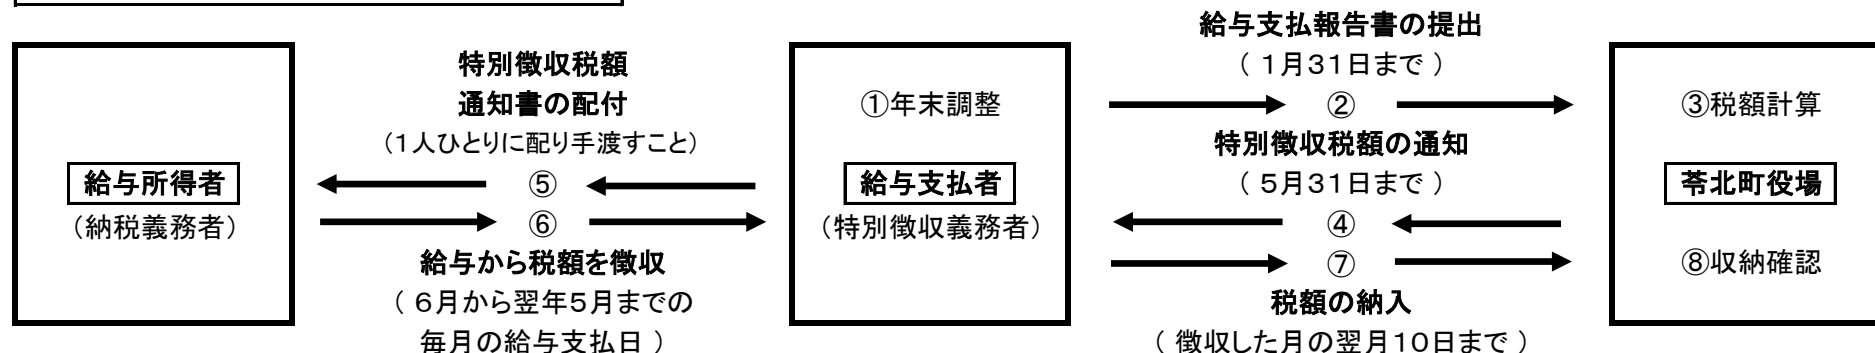 給与支払報告書の提出
（ 1月31日まで ）
特別徴収税額
通知書の配付
（1人ひとりに配り手渡すこと）
①年末調整
②
③税額計算
特別徴収税額の通知
（ 5月31日まで ）
給与所得者
（納税義務者）
⑤
⑥
給与支払者
（特別徴収義務者）
④
⑦
苓北町役場
⑧収納確認
給与から税額を徴収
（ 6月から翌年5月までの
毎月の給与支払日 ）
税額の納入
（ 徴収した月の翌月10日まで ）